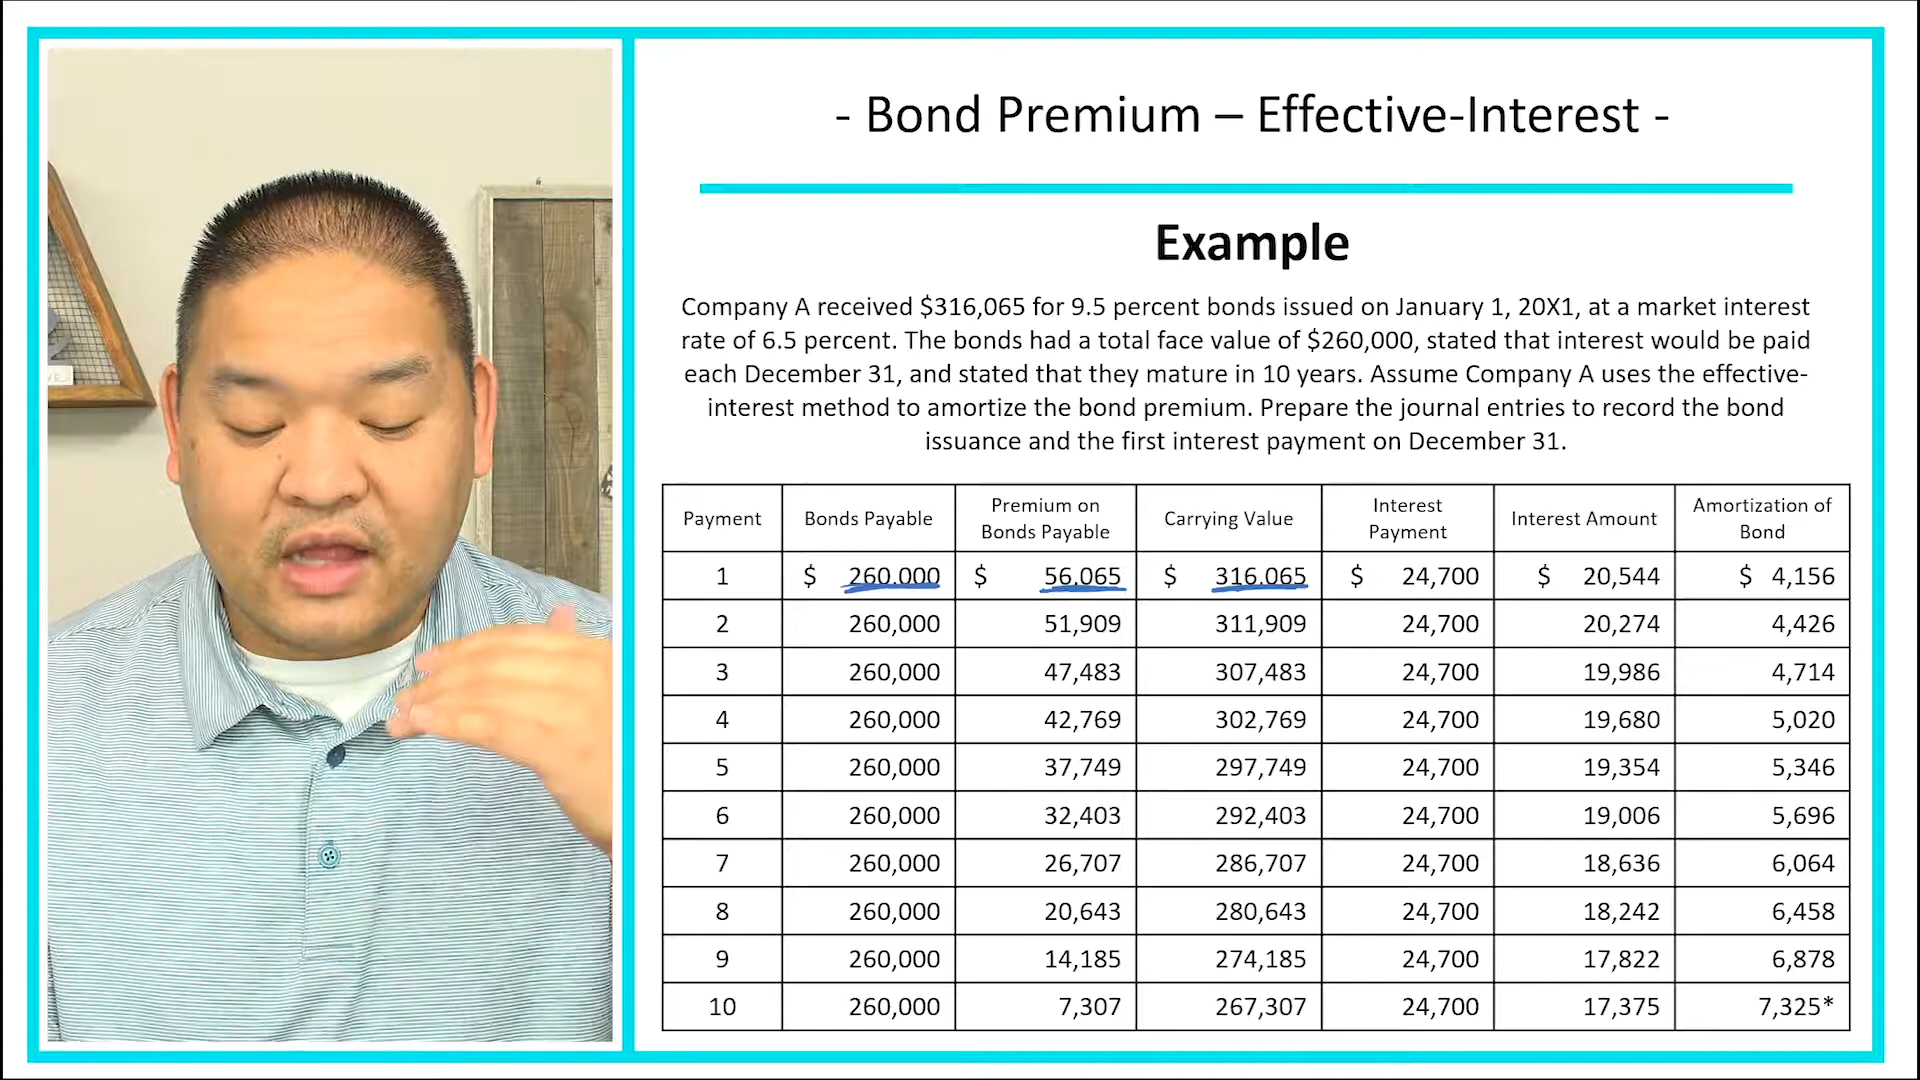 - Bond Premium – Effective-Interest -
Example
Company A received $316,065 for 9.5 percent bonds issued on January 1, 20X1, at a market interest
rate of 6.5 percent. The bonds had a total face value of $260,000, stated that interest would be paid
each December 31, and stated that they mature in 10 years. Assume Company A uses the effective-
interest method to amortize the bond premium. Prepare the journal entries to record the bond
issuance and the first interest payment on December 31.
Payment Bonds Payable Premium on Bonds Payable Carrying Value Interest Payment Interest Amount Amortization of Bond
1 $ 260,000 $ 56,065 $ 316,065 $ 24,700 $ 20,544 $ 4,156
2 260,000 51,909 311,909 24,700 20,274 4,426
3 260,000 47,483 307,483 24,700 19,986 4,714
4 260,000 42,769 302,769 24,700 19,680 5,020
5 260,000 37,749 297,749 24,700 19,354 5,346
6 260,000 32,403 292,403 24,700 19,006 5,696
7 260,000 26,707 286,707 24,700 18,636 6,064
8 260,000 20,643 280,643 24,700 18,242 6,458
9 260,000 14,185 274,185 24,700 17,822 6,878
10 260,000 7,307 267,307 24,700 17,375 7,325*